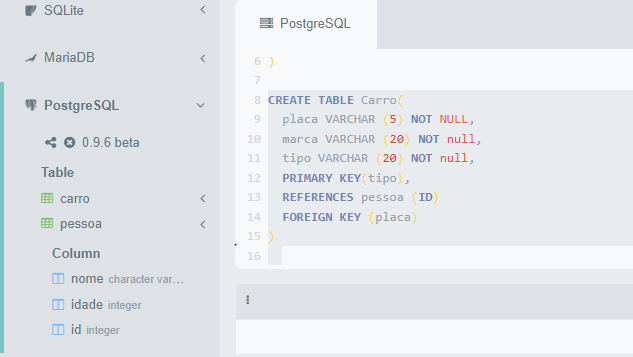 SQLite
MariaDB
PostgreSQL
0.9.6 beta
Table
carro
pessoa
Column
nome character var...
idade integer
id integer
PostgreSQL
6 )
7
8 CREATE TABLE Carro(
9 placa VARCHAR (5) NOT NULL,
10 marca VARCHAR (20) NOT null,
11 tipo VARCHAR (20) NOT null,
12 PRIMARY KEY(tipo),
13 REFERENCES pessoa (ID)
14 FOREIGN KEY (placa)
15 )
16